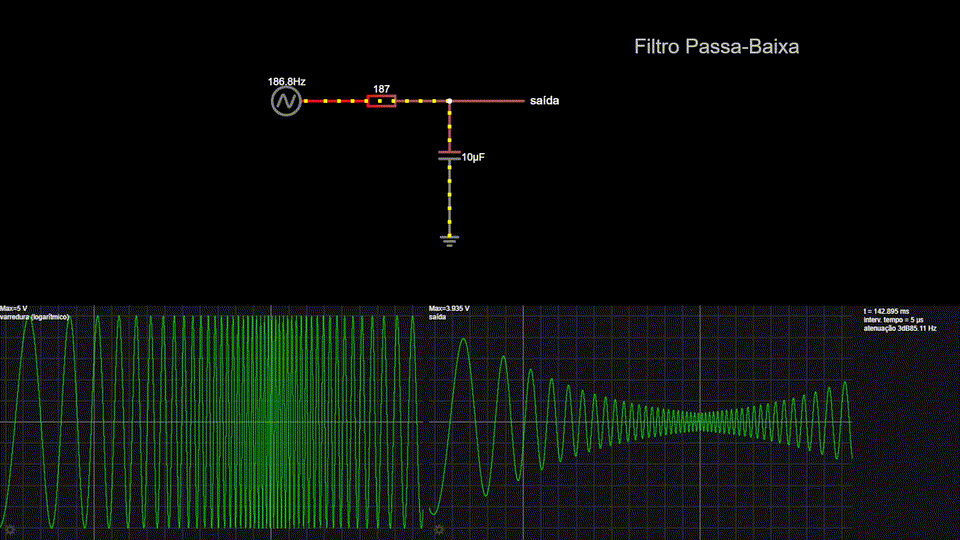 Filtro Passa-Baixa
186.8Hz
187
saída
10µF
Max=5 V
varredura (logarítmico)
Max=3.935 V
saída
t = 142.895 ms
interv. tempo = 5 µs
atenuação 3dB85.11 Hz